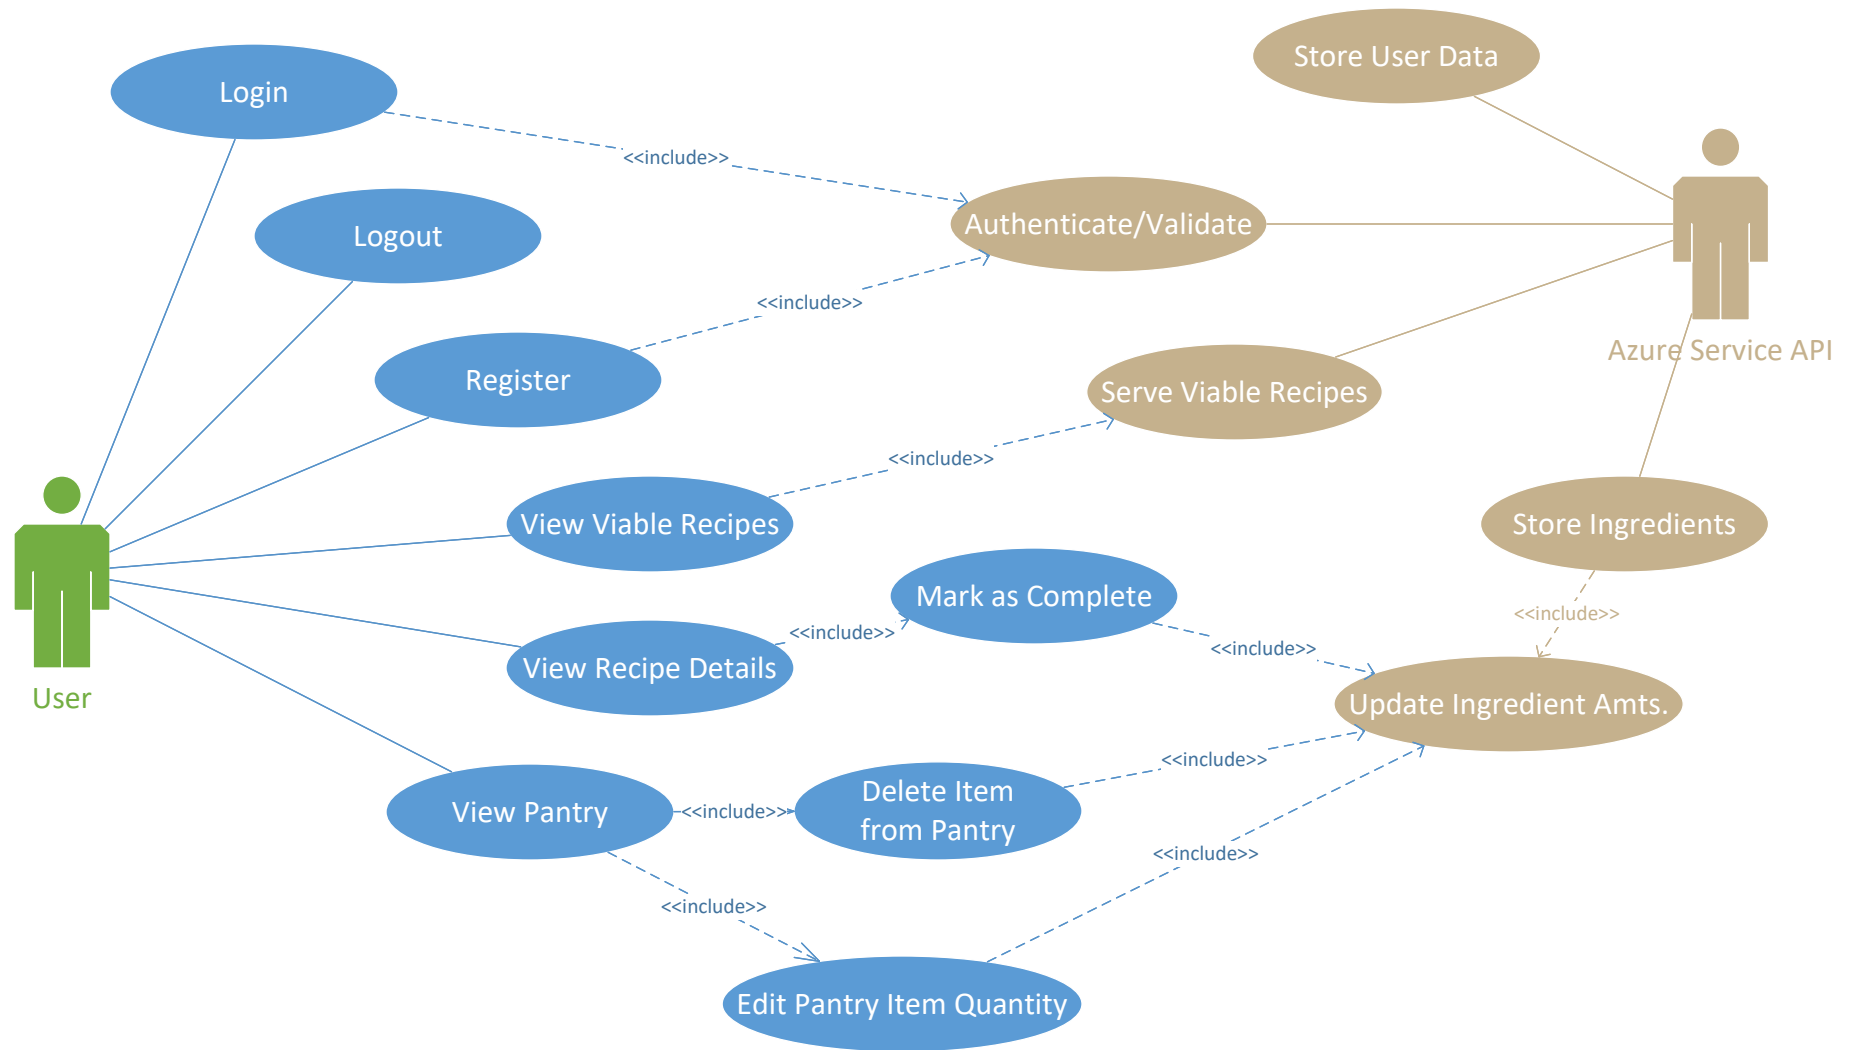 Store User Data
Login
<<include>>
Authenticate/Validate
Logout
<<include>>
Azure Service API
Register
Serve Viable Recipes
<<include>>
View Viable Recipes
Store Ingredients
Mark as Complete
<<include>>
<<include>>
<<include>>
View Recipe Details
User
Update Ingredient Amts.
<<include>>
Delete Item
from Pantry
View Pantry
<<include>>
<<include>>
<<include>>
Edit Pantry Item Quantity